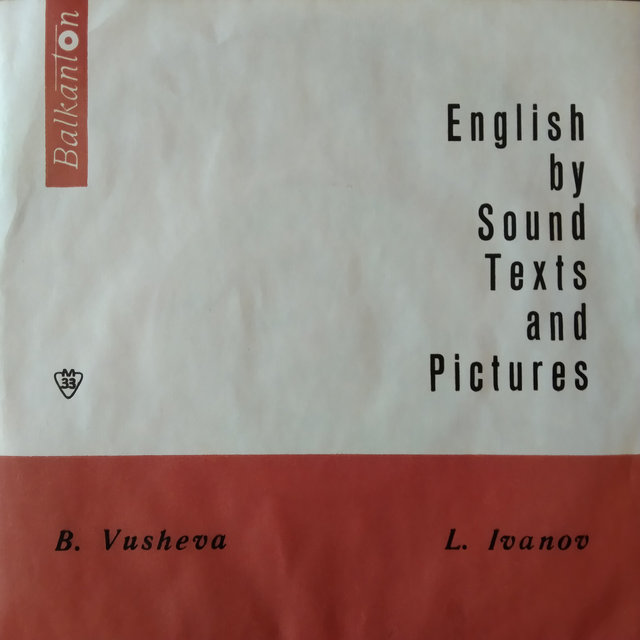 Balkanton
English
by
Sound
Texts
and
Pictures
M
33
B. Vusheva
L. Ivanov